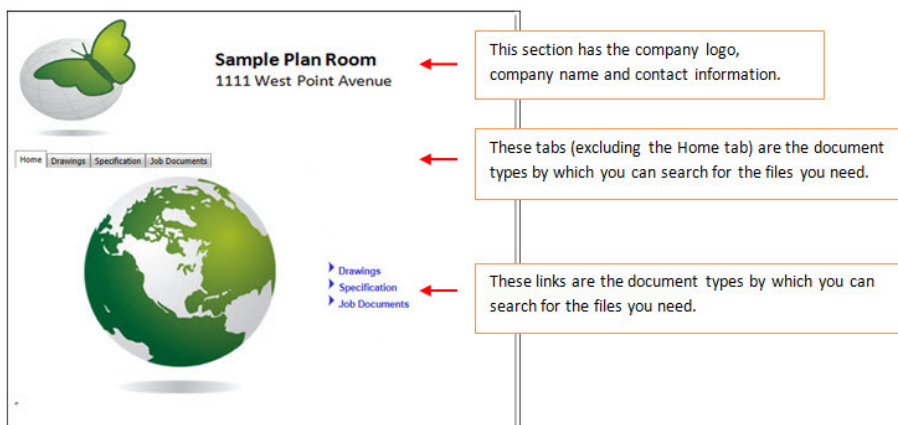 Sample Plan Room
1111 West Point Avenue
This section has the company logo,
company name and contact information.
Home Drawings Specification Job Documents
These tabs (excluding the Home tab) are the document
types by which you can search for the files you need.
Drawings
Specification
Job Documents
These links are the document types by which you can
search for the files you need.